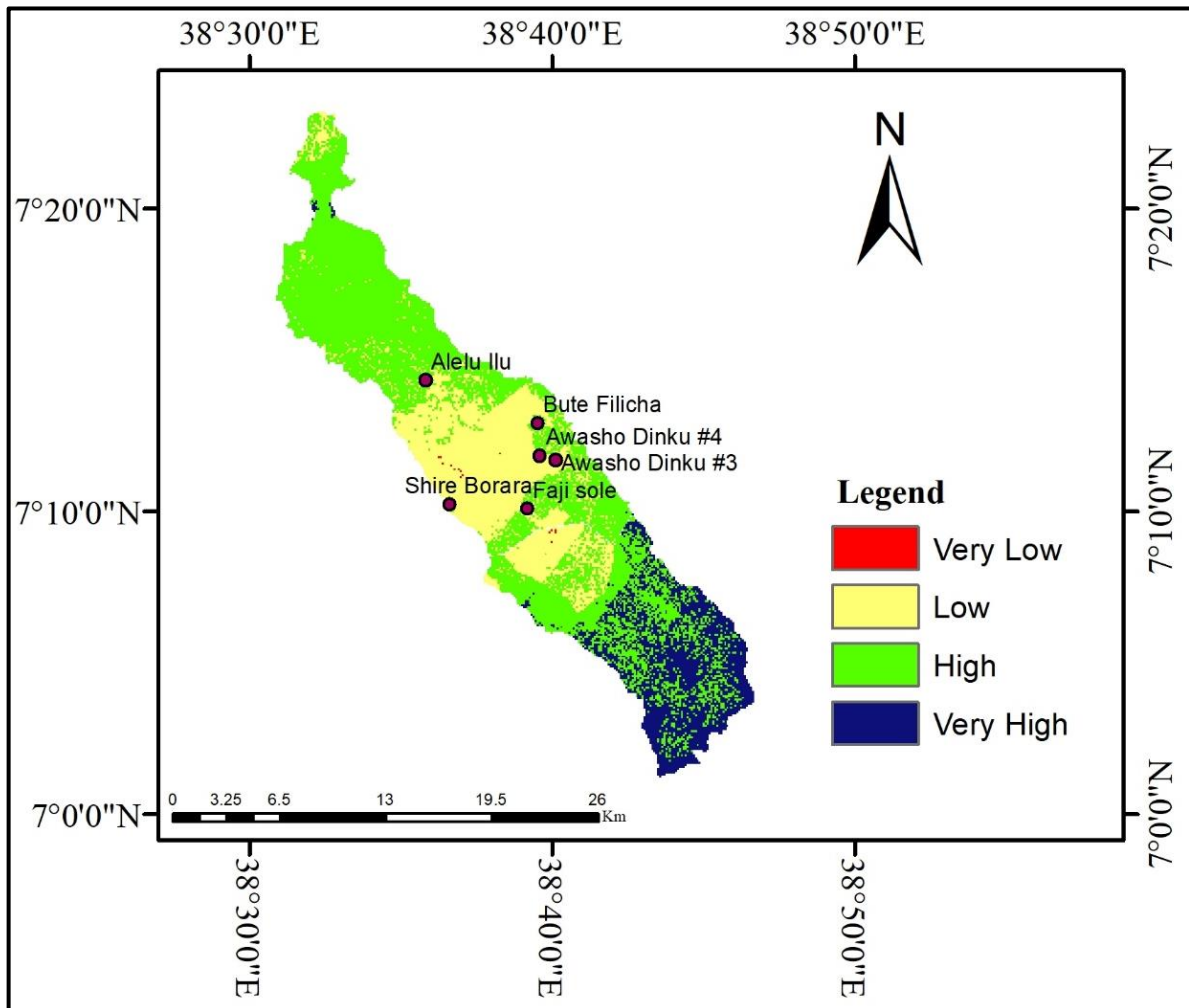 38°30'0"E 38°40'0"E 38°50'0"E
N
7°20'0"N 7°20'0"N
Alelu Ilu
Bute Filicha
Awasho Dinku #4
Awasho Dinku #3
Shire Borara Faji sole
7°10'0"N 7°10'0"N
Legend
Very Low
Low
High
Very High
0 3.25 6.5 13 19.5 26
Km
7°0'0"N 7°0'0"N
38°30'0"E 38°40'0"E 38°50'0"E